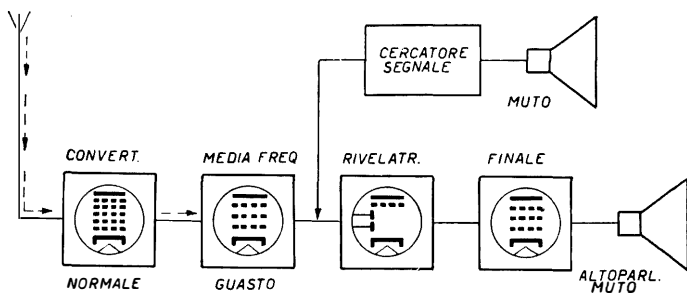 CERCATORE
SEGNALE
MUTO
CONVERT.
MEDIA FREQ
RIVELATR.
FINALE
NORMALE
GUASTO
ALTOPARL.
MUTO